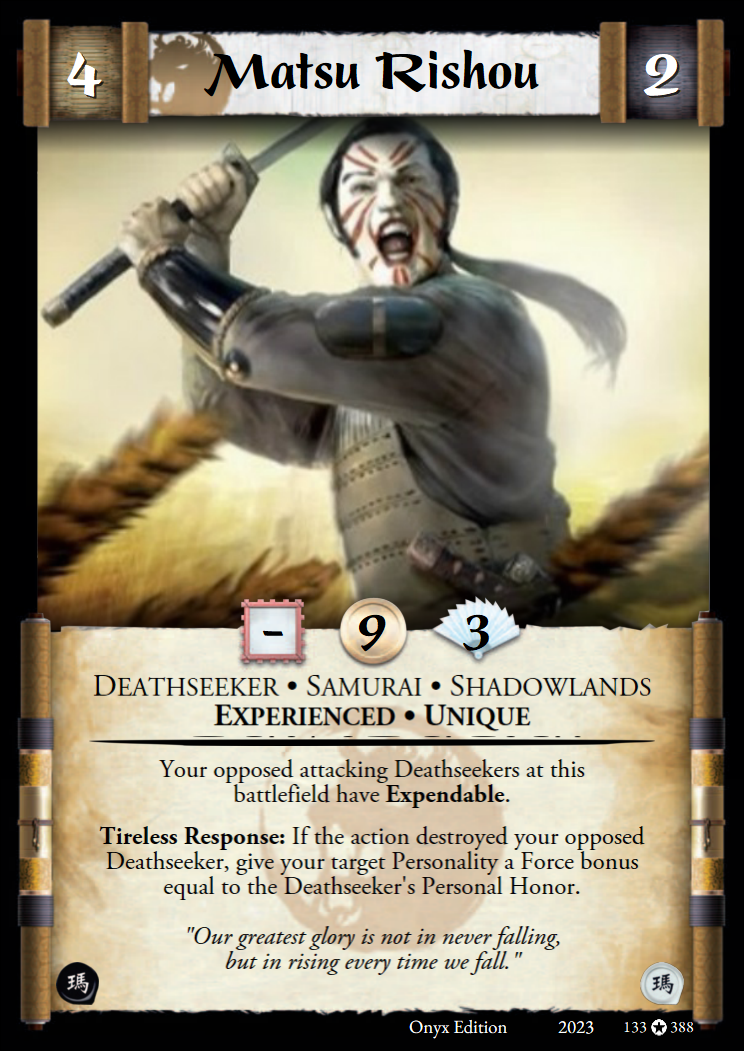 4 Matsu Rishou 2
- 9 3
Deathseeker • Samurai • Shadowlands
Experienced • Unique
Your opposed attacking Deathseekers at this
battlefield have Expendable.
Tireless Response: If the action destroyed your opposed
Deathseeker, give your target Personality a Force bonus
equal to the Deathseeker's Personal Honor.
"Our greatest glory is not in never falling,
but in rising every time we fall."
瑪 瑪
Onyx Edition 2023 133 388